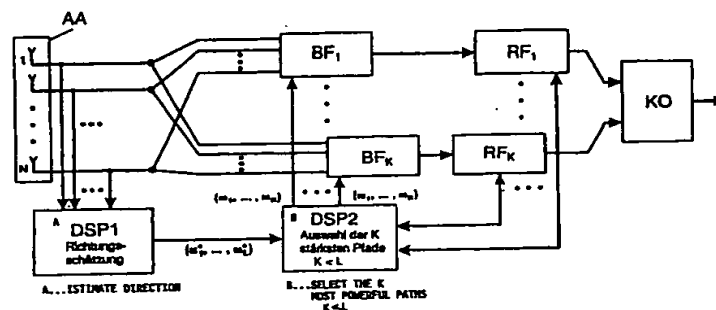 AA
1
N
BF1
RF1
KO
BFK
RFK
A
DSP1
Richtungs-
schätzung
B
DSP2
Auswahl der K
stärksten Pfade
K < L
A...ISTIMATE DIRECTION
B...SELECT THE K
MOST POWERFUL PATHS
K<L